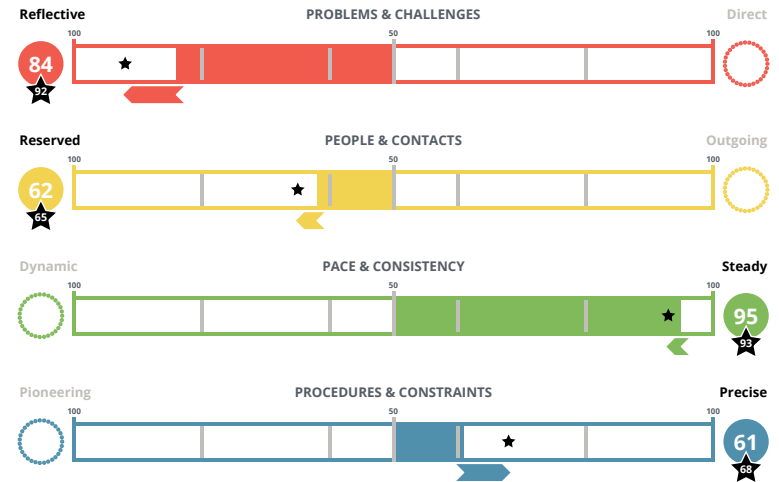 Reflective PROBLEMS & CHALLENGES Direct
100 50 100
84
92
Reserved PEOPLE & CONTACTS Outgoing
100 50 100
62
65
Dynamic PACE & CONSISTENCY Steady
100 50 100
95
93
Pioneering PROCEDURES & CONSTRAINTS Precise
100 50 100
61
68